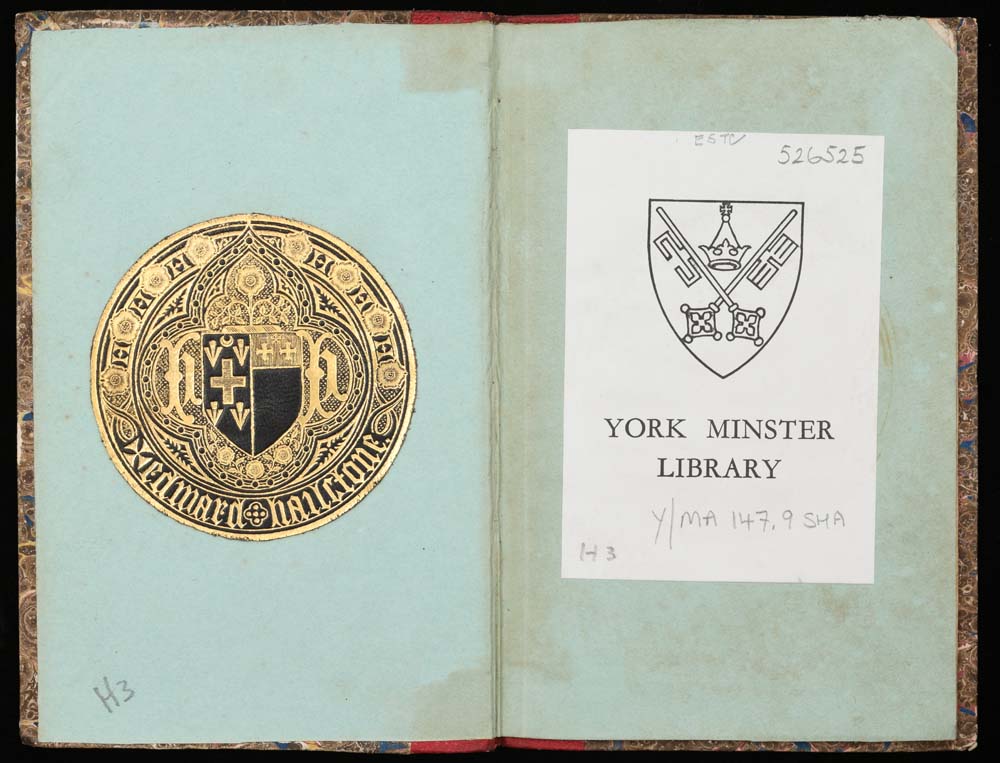 h h
Edward Hailstone
H3
ESTC
526525
YORK MINSTER
LIBRARY
Y/MA 147.9 SHA
H3